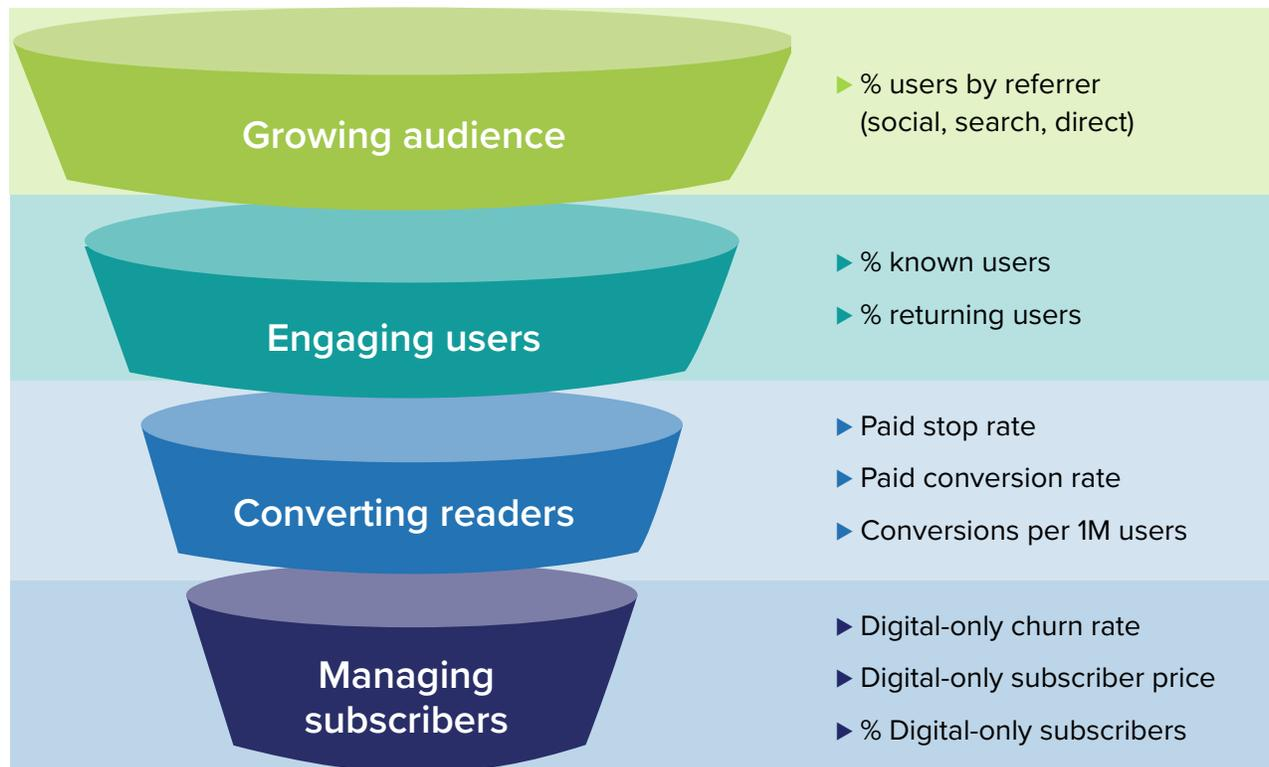 Growing audience
% users by referrer
(social, search, direct)
Engaging users
% known users
% returning users
Converting readers
Paid stop rate
Paid conversion rate
Conversions per 1M users
Managing
subscribers
Digital-only churn rate
Digital-only subscriber price
% Digital-only subscribers